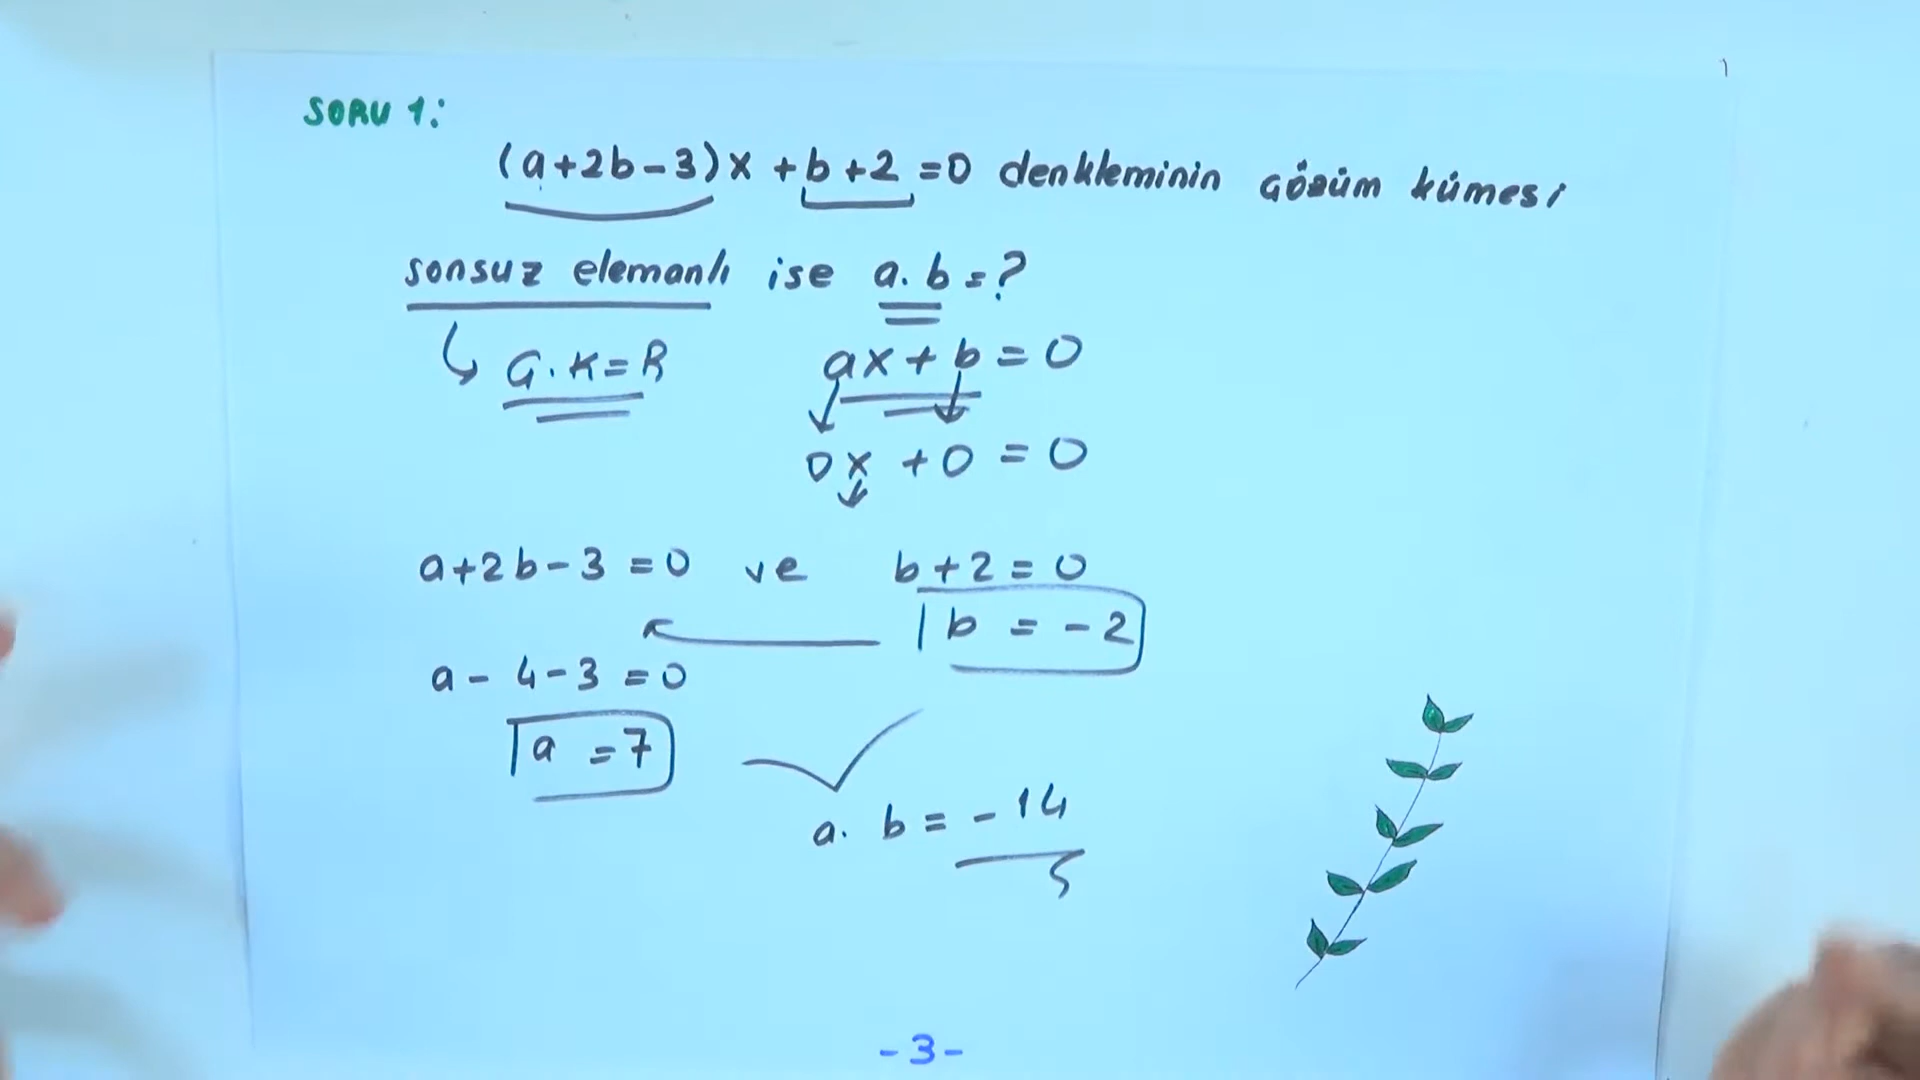 SORU 1:
(a+2b-3)x+b+2=0 denkleminin çözüm kümesi
sonsuz elemanlı ise a.b=?
Ç.K=R
ax+b=0
0x+0=0
a+2b-3=0 ve b+2=0
b=-2
a-4-3=0
a=7
a.b=-14
-3-